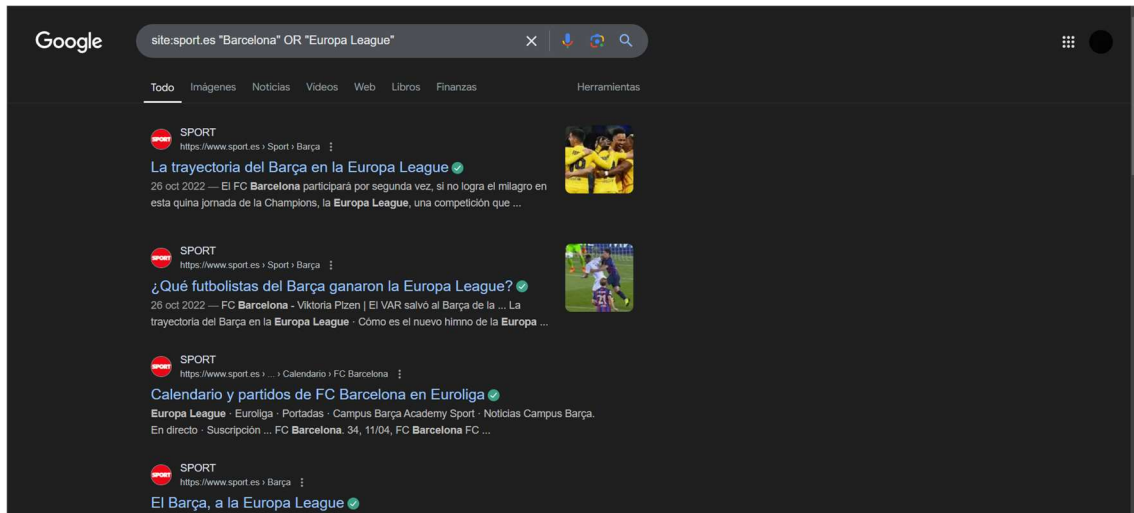 Google
site:sport.es "Barcelona" OR "Europa League"
Todo Imágenes Noticias Vídeos Web Libros Finanzas Herramientas
SPORT
SPORT
https://www.sport.es › Sport › Barça
La trayectoria del Barça en la Europa League
26 oct 2022 — El FC Barcelona participará por segunda vez, si no logra el milagro en
esta quina jornada de la Champions, la Europa League, una competición que ...
SPORT
SPORT
https://www.sport.es › Sport › Barça
¿Qué futbolistas del Barça ganaron la Europa League?
26 oct 2022 — FC Barcelona - Viktoria Plzen | El VAR salvó al Barça de la ... La
trayectoria del Barça en la Europa League · Cómo es el nuevo himno de la Europa ...
21
SPORT
SPORT
https://www.sport.es › ... › Calendario › FC Barcelona
Calendario y partidos de FC Barcelona en Euroliga
Europa League · Euroliga · Portadas · Campus Barça Academy Sport · Noticias Campus Barça.
En directo · Suscripción ... FC Barcelona. 34, 11/04, FC Barcelona FC ...
SPORT
SPORT
https://www.sport.es › Barça
El Barça, a la Europa League